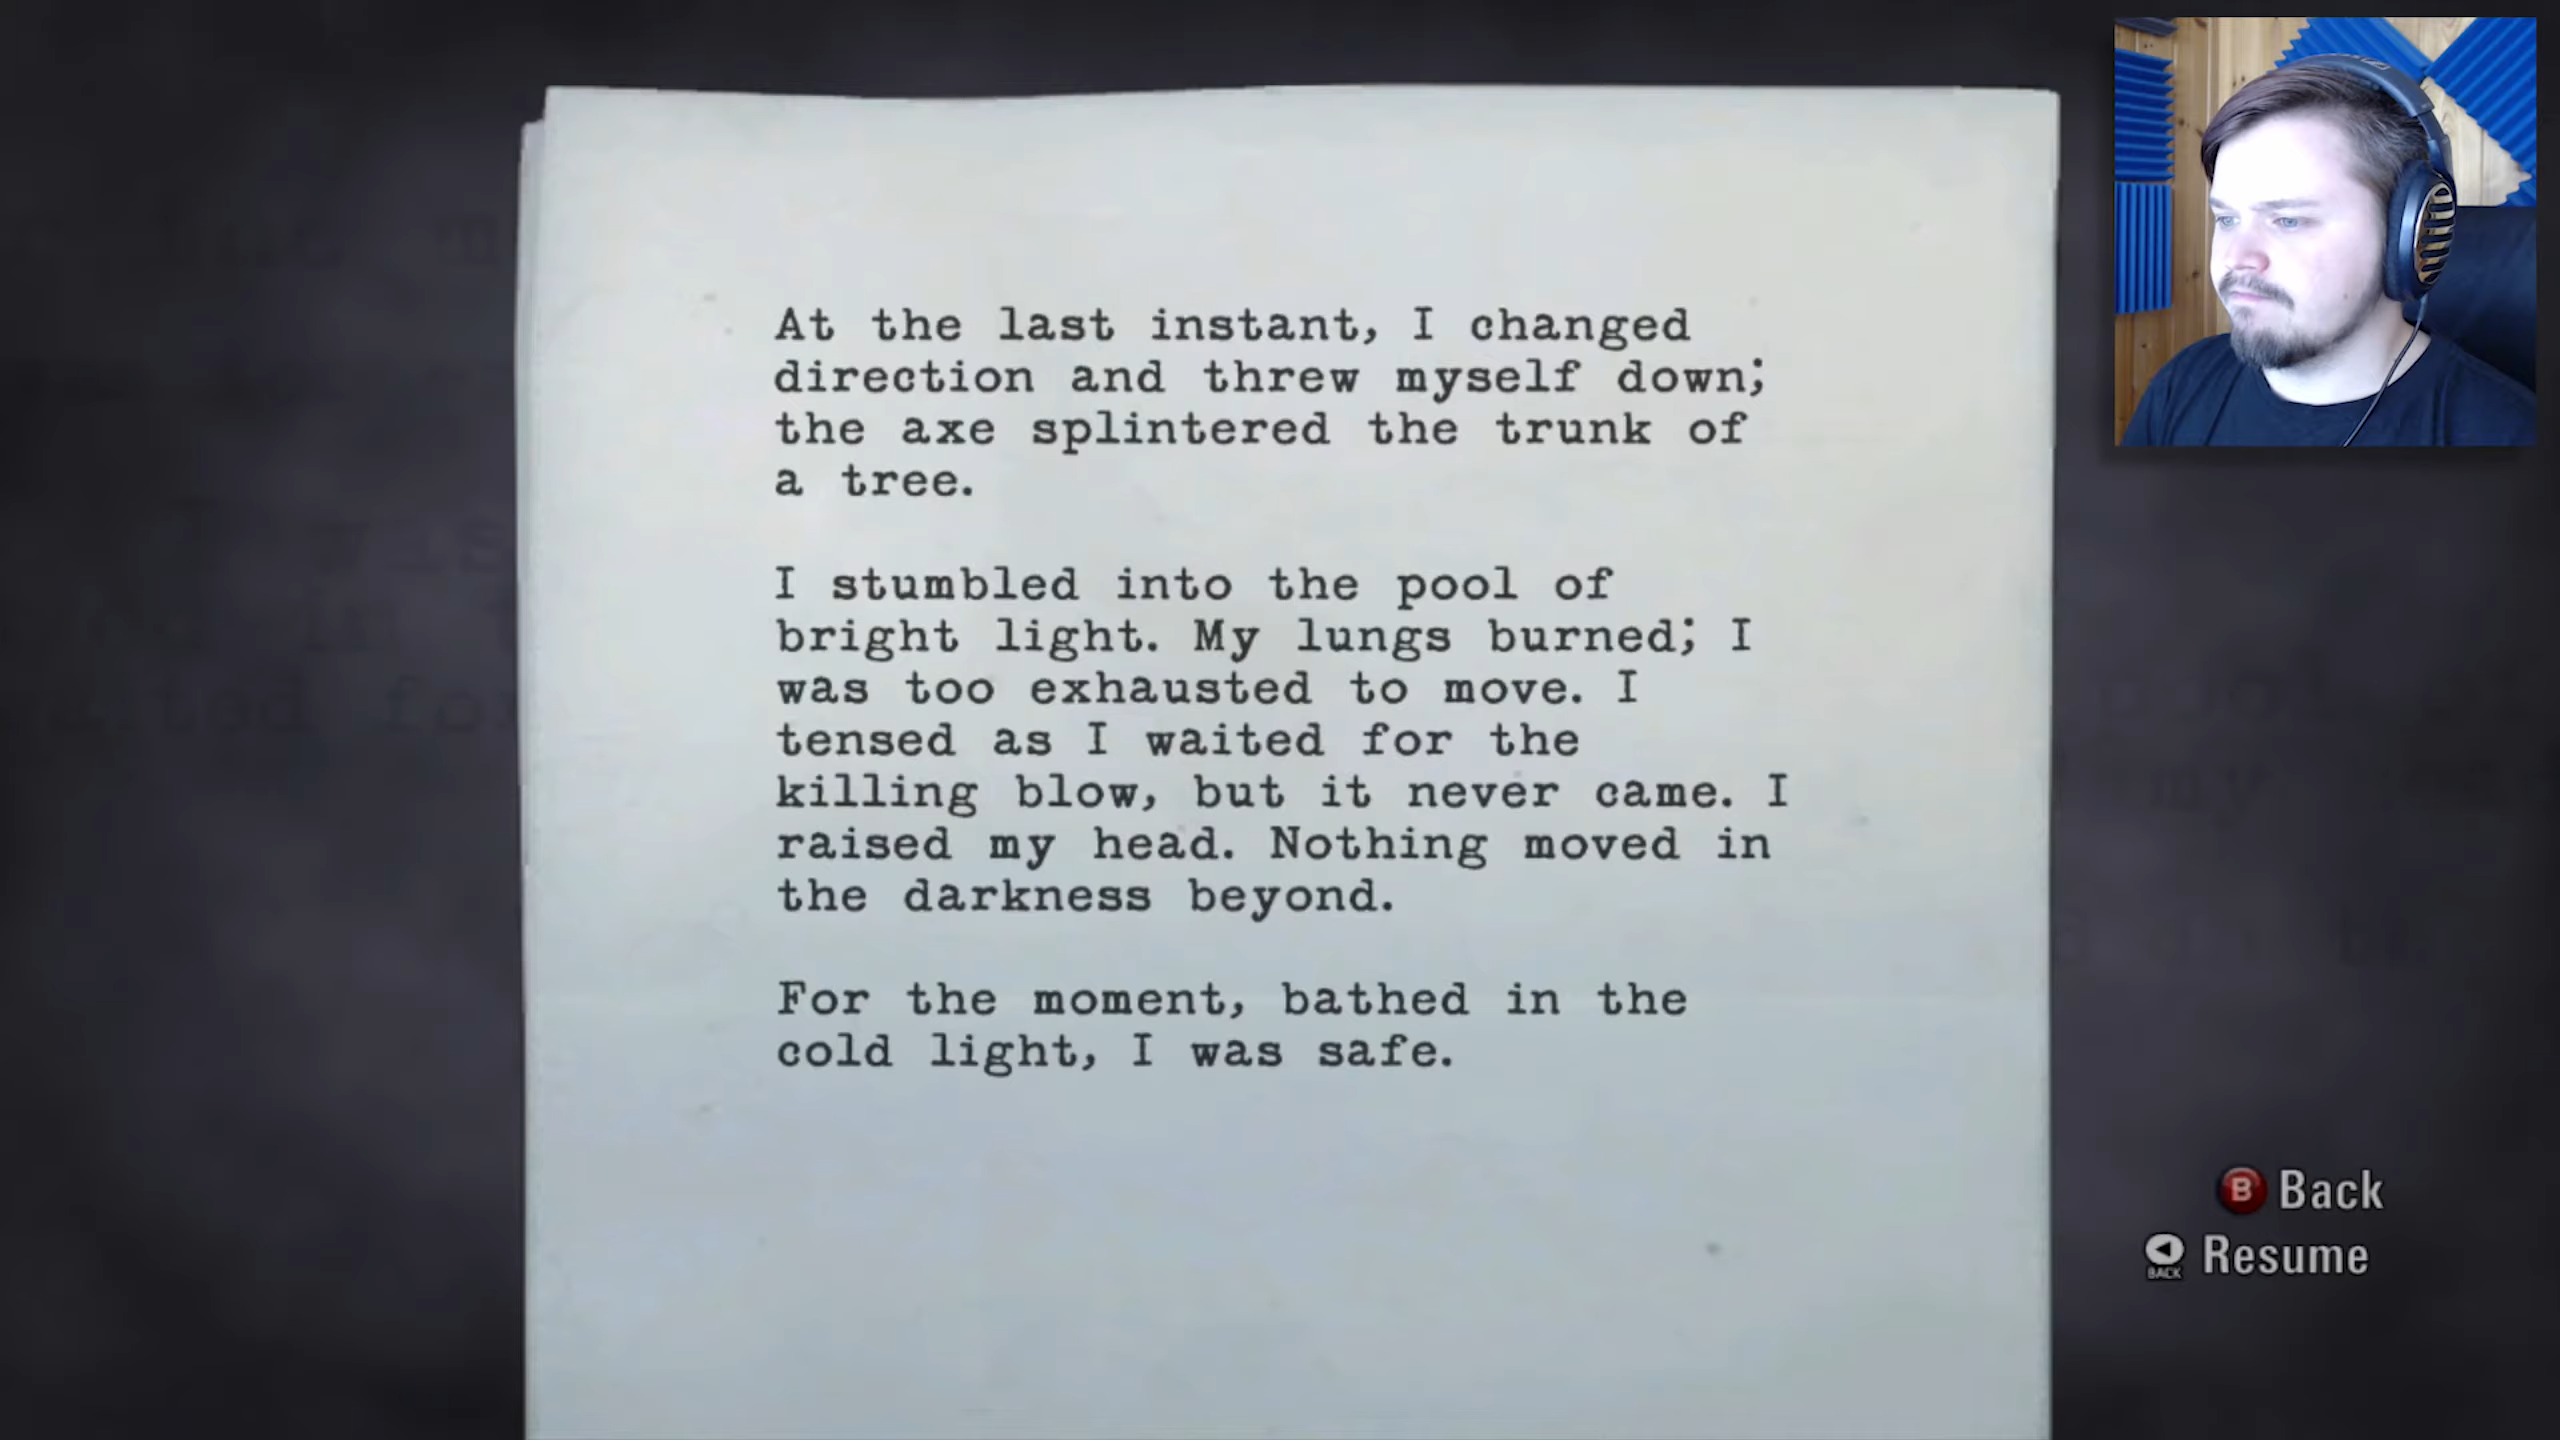 At the last instant, I changed
direction and threw myself down;
the axe splintered the trunk of
a tree.
I stumbled into the pool of
bright light. My lungs burned; I
was too exhausted to move. I
tensed as I waited for the
killing blow, but it never came. I
raised my head. Nothing moved in
the darkness beyond.
For the moment, bathed in the
cold light, I was safe.
B Back
BACK Resume